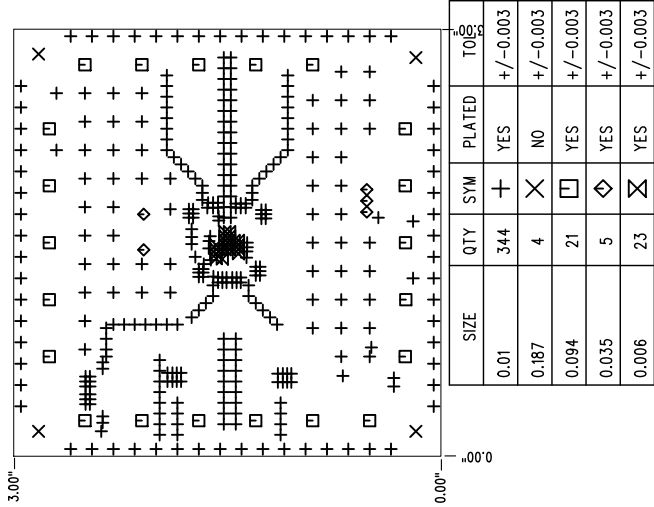 SIZE QTY SYM PLATED TOL
0.01 344 YES +/-0.003
0.187 4 NO +/-0.003
0.094 21 YES +/-0.003
0.035 5 YES +/-0.003
0.006 23 YES +/-0.003
3.00"
0.00"
0.00"
3.00"